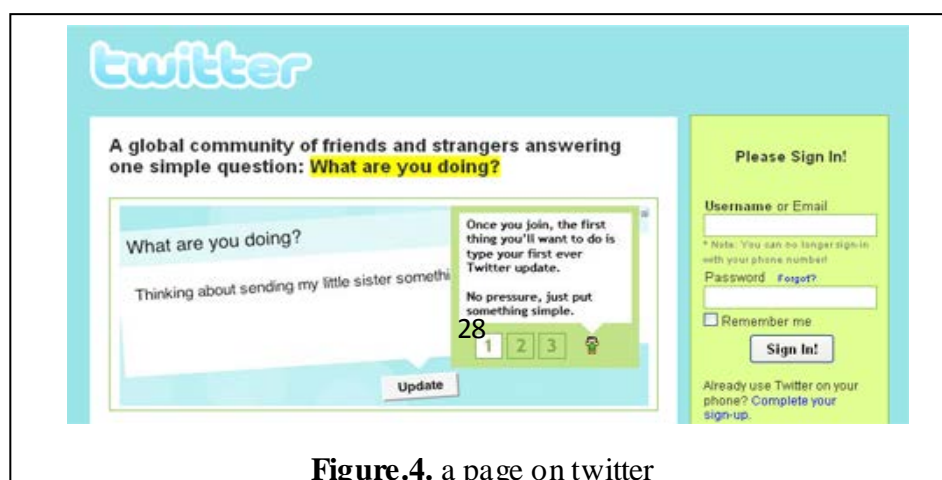 twitter
A global community of friends and strangers answering
one simple question: What are you doing?
What are you doing?
Thinking about sending my little sister somethi
Update
Once you join, the first
thing you'll want to do is
type your first ever
Twitter update.
No pressure, just put
something simple.
28
1 2 3
Please Sign In!
Username or Email
* Note: You can no longer sign-in
with your phone number!
Password Forgot?
Remember me
Sign In!
Already use Twitter on your
phone? Complete your
sign-up.
Figure.4. a page on twitter